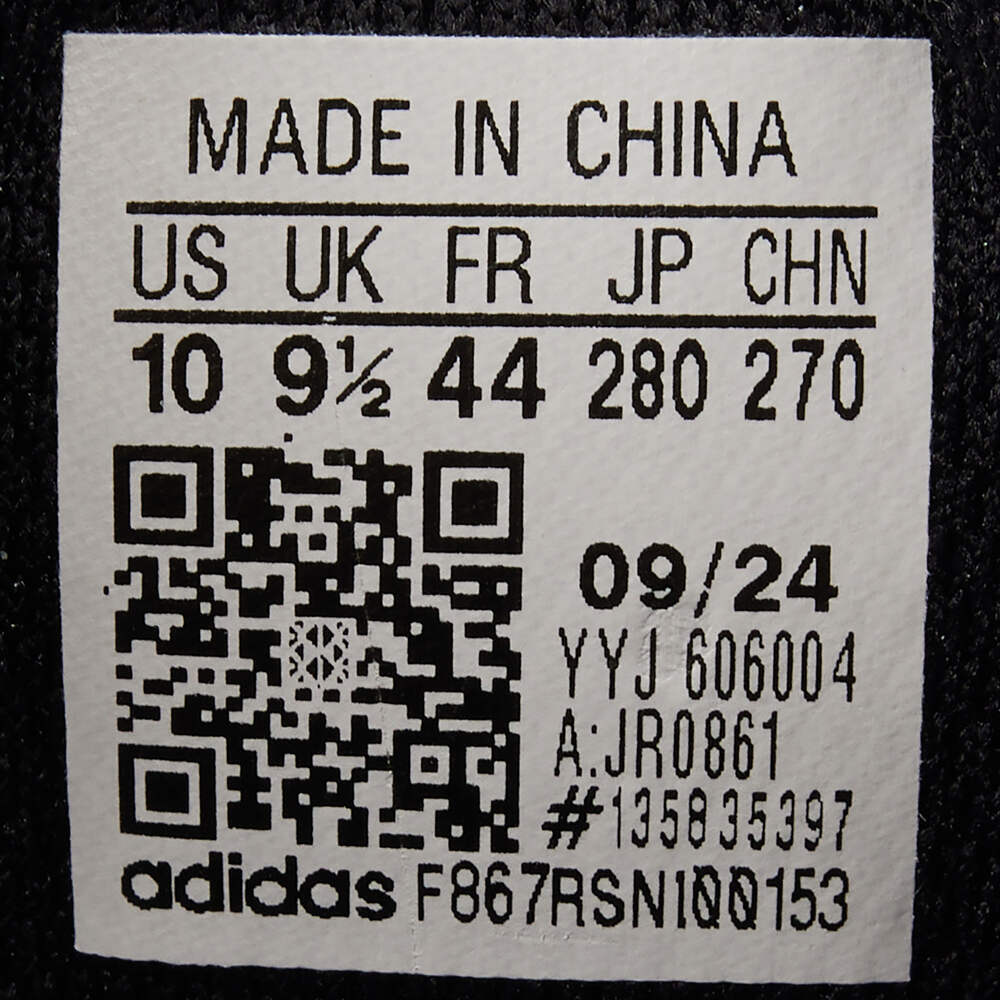 MADE IN CHINA
US UK FR JP CHN
10 9½ 44 280 270
09/24
YYJ 606004
A:JR0861
#135835397
adidas F867RSN100153